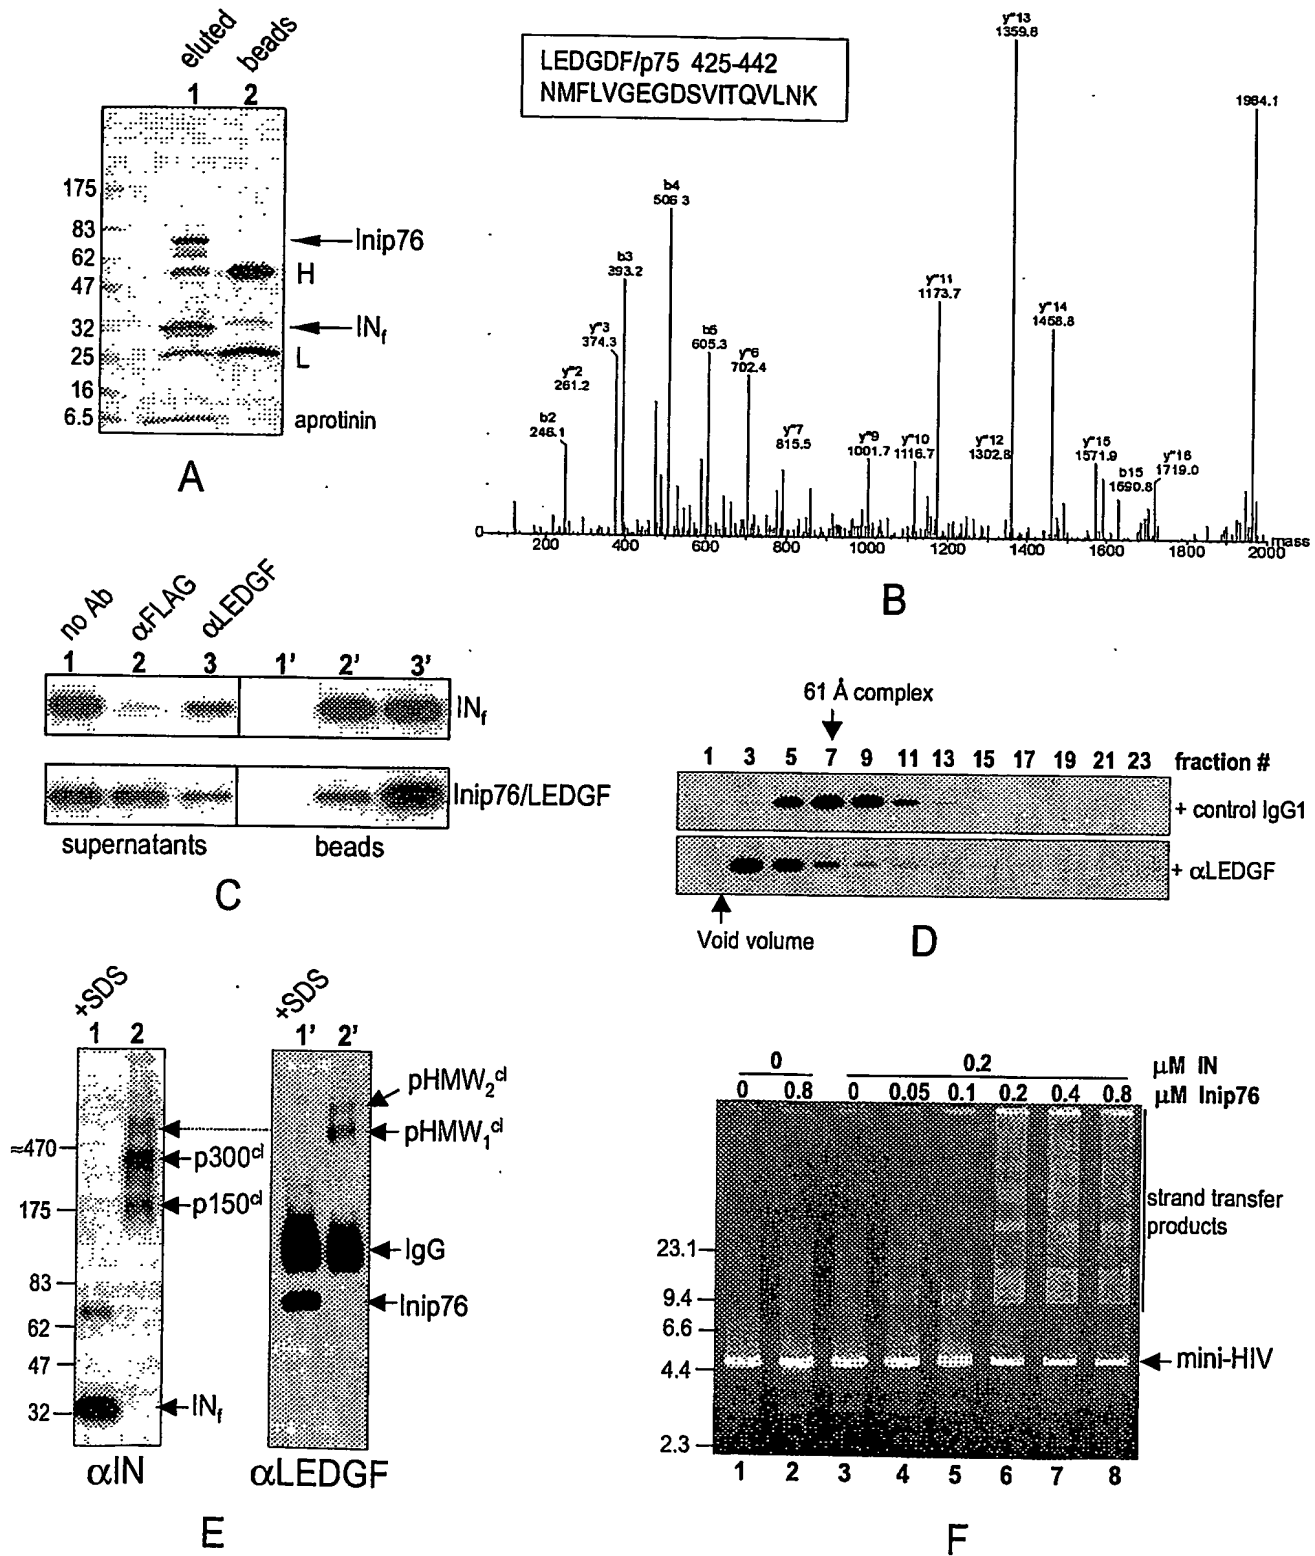 eluted
beads
1 2
175
83
62
47
32
25
16
6.5
Inip76
H
INf
L
aprotinin
A
LEDGDF/p75 425-442
NMFLVGEGDSVITQVLNK
b2
246.1
y"2
261.2
y"3
374.3
b3
393.2
b4
506.3
b5
605.3
y"6
702.4
y"7
815.5
y"9
1001.7
y"10
1116.7
y"11
1173.7
y"12
1302.8
y"13
1359.8
y"14
1458.8
y"15
1571.9
b15
1590.8
y"16
1719.0
1984.1
0 200 400 600 800 1000 1200 1400 1600 1800 2000 mass
B
no Ab
αFLAG
αLEDGF
1 2 3 1' 2' 3'
INf
Inip76/LEDGF
supernatants beads
C
61 Å complex
1 3 5 7 9 11 13 15 17 19 21 23 fraction #
+ control IgG1
+ αLEDGF
Void volume
D
+SDS
1 2
+SDS
1' 2'
≈470
175
83
62
47
32
p300cl
p150cl
INf
pHMW2cl
pHMW1cl
IgG
Inip76
αIN
αLEDGF
E
0 0.2 μM IN
0 0.8 0 0.05 0.1 0.2 0.4 0.8 μM Inip76
23.1
9.4
6.6
4.4
2.3
strand transfer
products
mini-HIV
1 2 3 4 5 6 7 8
F